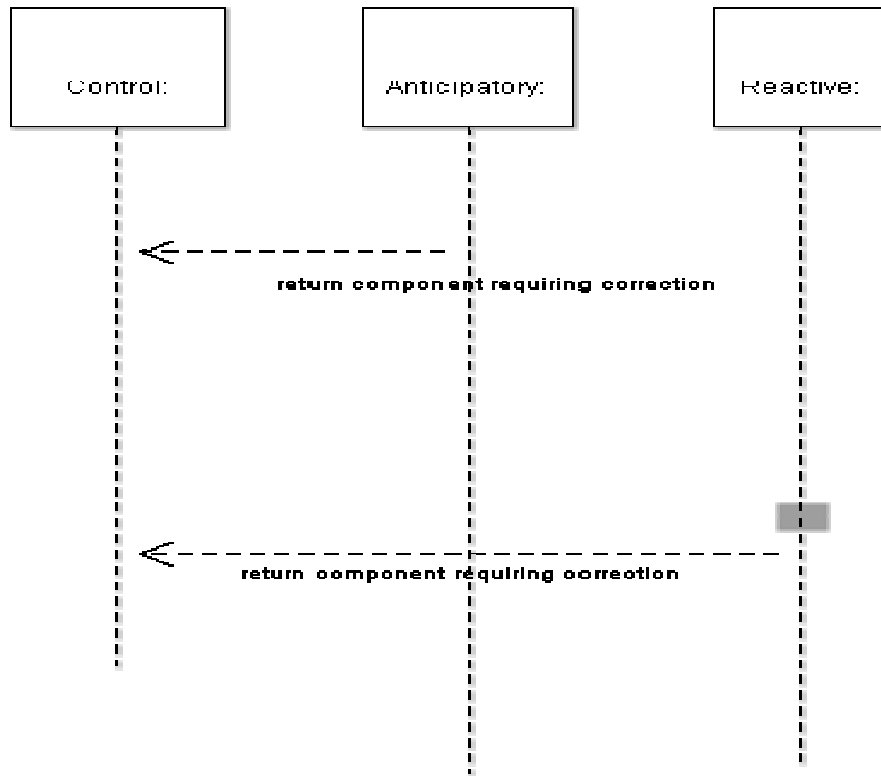 Control:
Anticipatory:
Reactive:
return component requiring correction
return component requiring correction